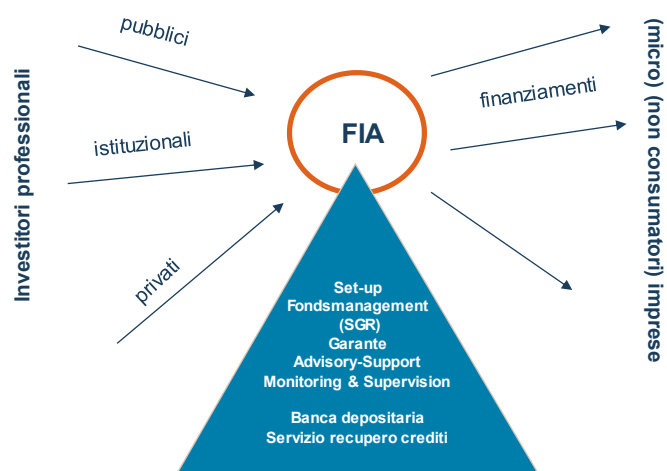 Investitori professionali
pubblici
istituzionali
privati
FIA
finanziamenti
(micro) (non consumatori) imprese
Set-up
Fondsmanagement
(SGR)
Garante
Advisory-Support
Monitoring & Supervision
Banca depositaria
Servizio recupero crediti